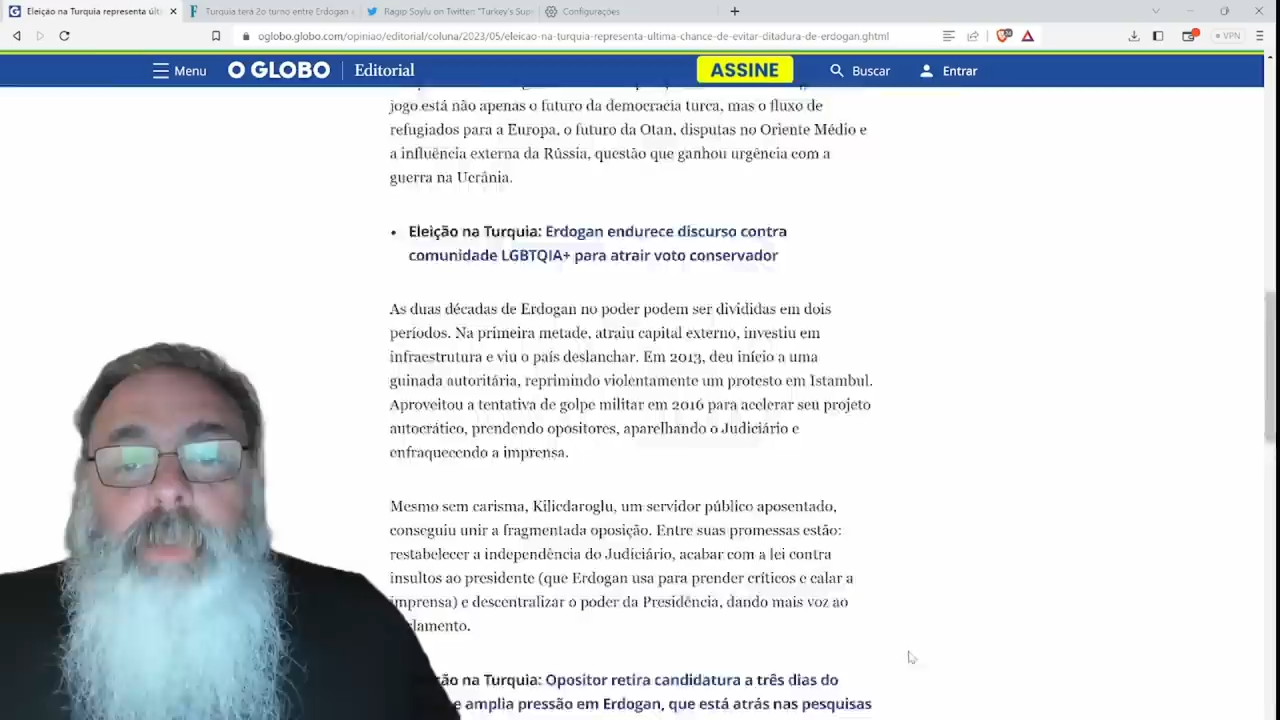 Eleição na Turquia representa últi
Turquia terá 2o turno entre Erdogan
Ragıp Soylu on Twitter: "Turkey's Sup
Configurações
oglobo.globo.com/opiniao/editorial/coluna/2023/05/eleicao-na-turquia-representa-ultima-chance-de-evitar-ditadura-de-erdogan.ghtml
VPN
Menu
O GLOBO
Editorial
ASSINE
Buscar
Entrar
jogo está não apenas o futuro da democracia turca, mas o fluxo de
refugiados para a Europa, o futuro da Otan, disputas no Oriente Médio e
a influência externa da Rússia, questão que ganhou urgência com a
guerra na Ucrânia.
• Eleição na Turquia: Erdogan endurece discurso contra
comunidade LGBTQIA+ para atrair voto conservador
As duas décadas de Erdogan no poder podem ser divididas em dois
períodos. Na primeira metade, atraiu capital externo, investiu em
infraestrutura e viu o país deslanchar. Em 2013, deu início a uma
guinada autoritária, reprimindo violentamente um protesto em Istambul.
Aproveitou a tentativa de golpe militar em 2016 para acelerar seu projeto
autocrático, prendendo opositores, aparelhando o Judiciário e
enfraquecendo a imprensa.
Mesmo sem carisma, Kilicdaroglu, um servidor público aposentado,
conseguiu unir a fragmentada oposição. Entre suas promessas estão:
restabelecer a independência do Judiciário, acabar com a lei contra
insultos ao presidente (que Erdogan usa para prender críticos e calar a
imprensa) e descentralizar o poder da Presidência, dando mais voz ao
rlamento.
ção na Turquia: Opositor retira candidatura a três dias do
e amplia pressão em Erdogan, que está atrás nas pesquisas